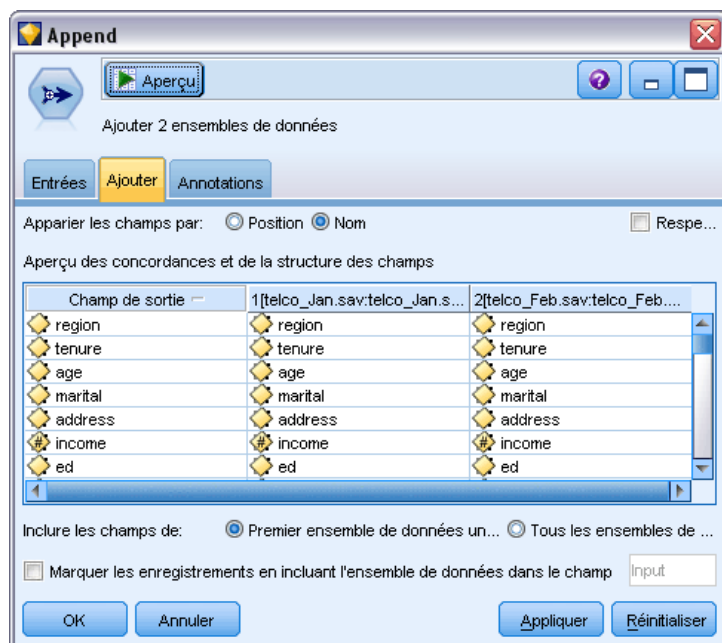 Append
Aperçu
Ajouter 2 ensembles de données
Entrées Ajouter Annotations
Apparier les champs par: Position Nom Respe...
Aperçu des concordances et de la structure des champs
Champ de sortie 1[telco_Jan.sav:telco_Jan.s... 2[telco_Feb.sav:telco_Feb....
region region region
tenure tenure tenure
age age age
marital marital marital
address address address
income income income
ed ed ed
Inclure les champs de: Premier ensemble de données un... Tous les ensembles de ...
Marquer les enregistrements en incluant l'ensemble de données dans le champ Input
OK Annuler Appliquer Réinitialiser